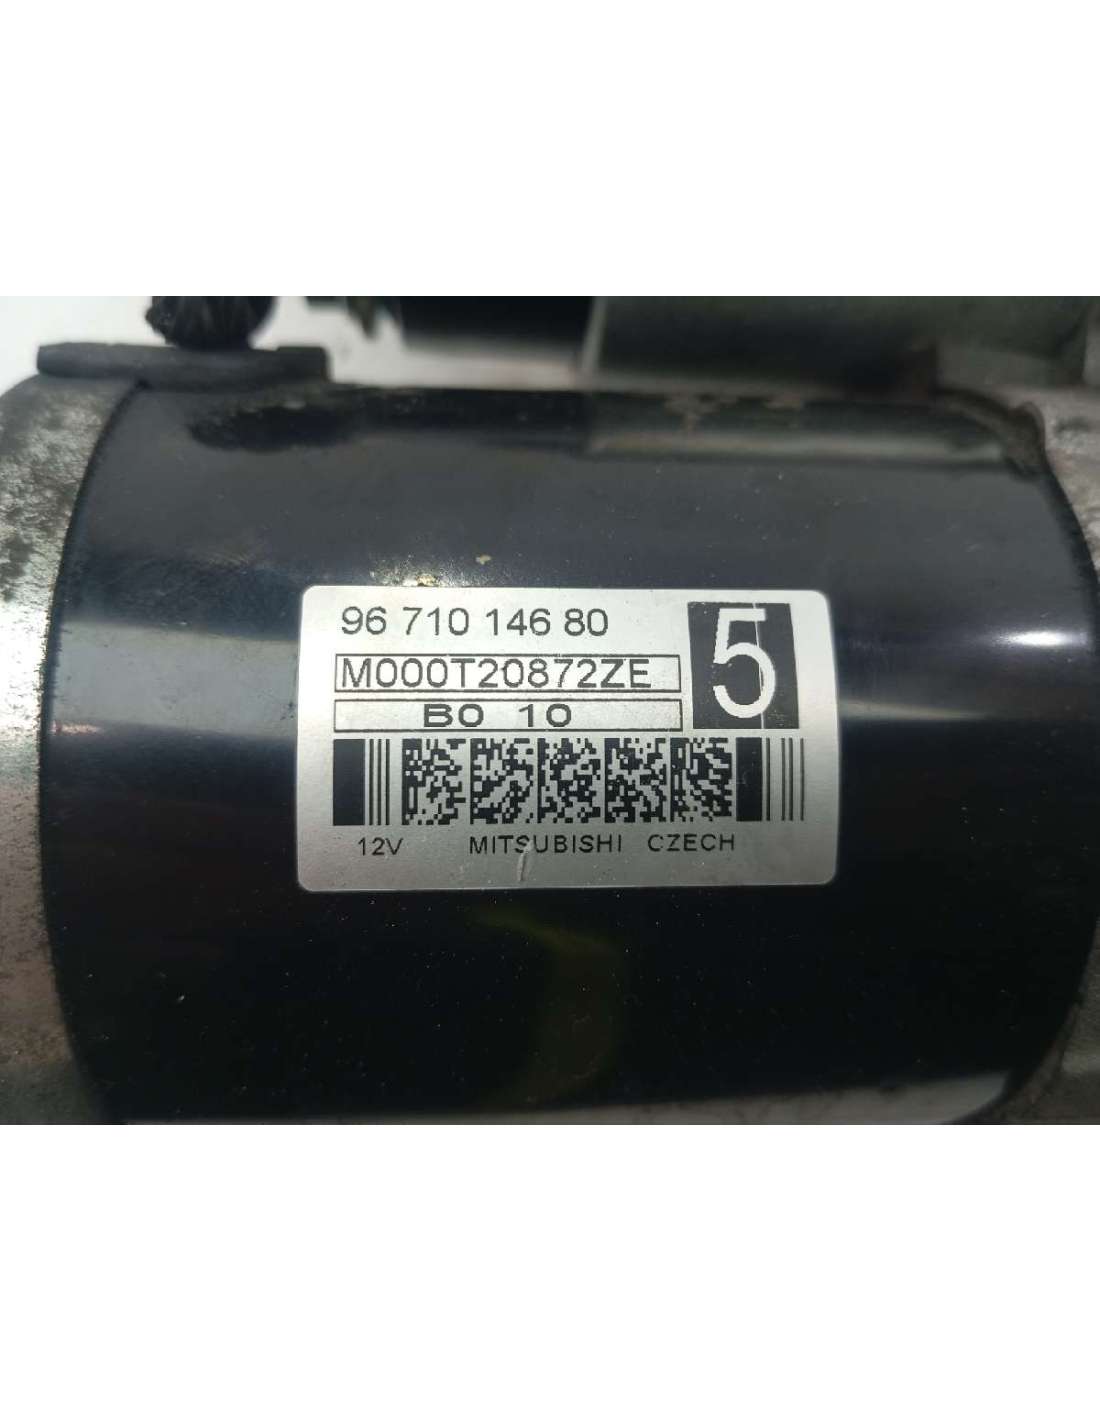 96 710 146 80
5
M000T20872ZE
B0 10
12V MITSUBISHI CZECH